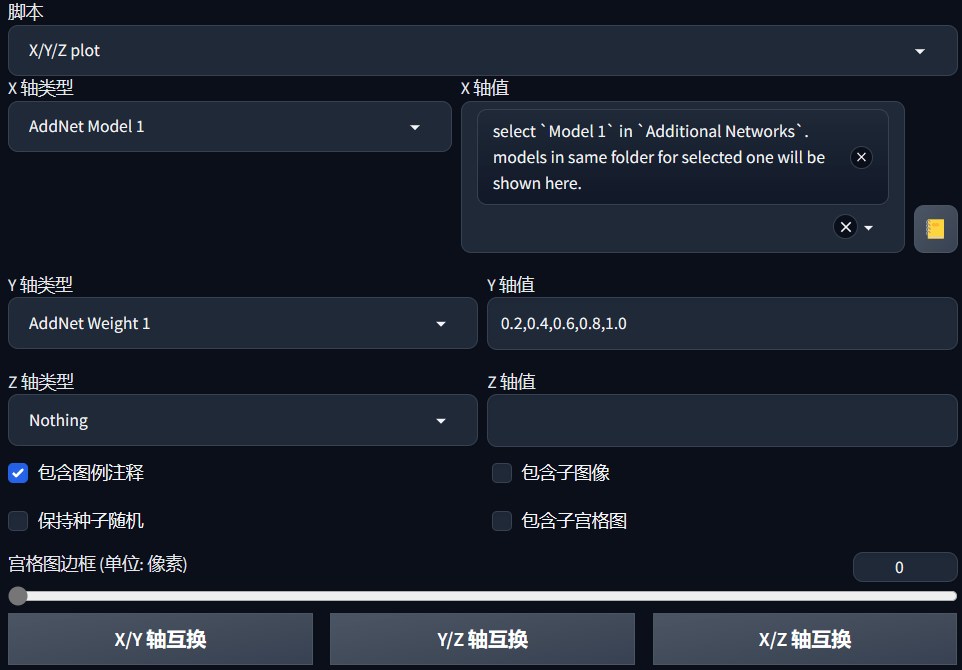 脚本
X/Y/Z plot
X 轴类型
X 轴值
AddNet Model 1
select `Model 1` in `Additional Networks`.
models in same folder for selected one will be
shown here.
Y 轴类型
Y 轴值
AddNet Weight 1
0.2,0.4,0.6,0.8,1.0
Z 轴类型
Z 轴值
Nothing
包含图例注释
包含子图像
保持种子随机
包含子宫格图
宫格图边框 (单位: 像素)
0
X/Y 轴互换
Y/Z 轴互换
X/Z 轴互换